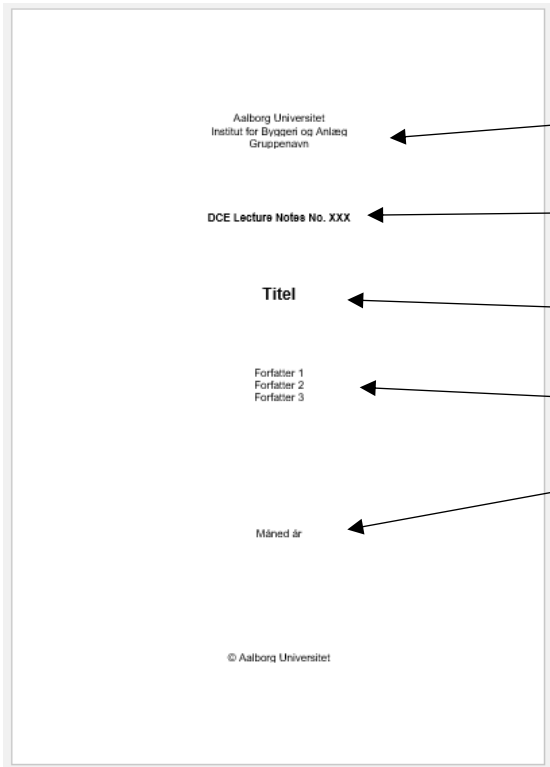 Aalborg Universitet
Institut for Byggeri og Anlæg
Gruppenavn
DCE Lecture Notes No. XXX
Titel
Forfatter 1
Forfatter 2
Forfatter 3
Måned år
© Aalborg Universitet